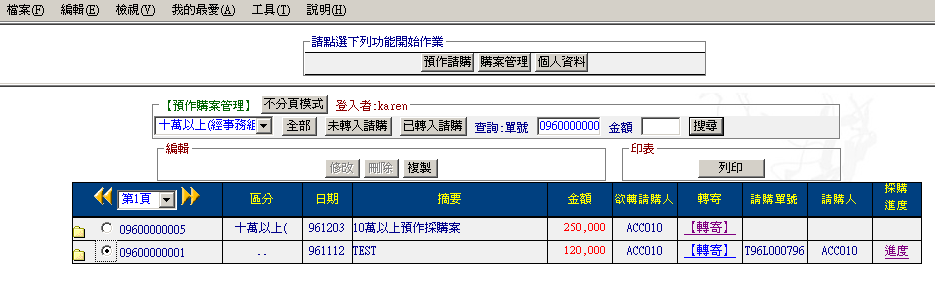 檔案(F) 編輯(E) 檢視(V) 我的最愛(A) 工具(T) 說明(H)
請點選下列功能開始作業
預作請購 購案管理 個人資料
【預作購案管理】 不分頁模式 登入者:karen
十萬以上(經事務組 全部 未轉入請購 已轉入請購 查詢:單號 0960000000 金額 搜尋
編輯 印表
修改 刪除 複製 列印
第1頁 區分 日期 摘要 金額 欲轉請購人 轉寄 請購單號 請購人 採購進度
09600000005 十萬以上( 961203 10萬以上預作採購案 250,000 ACC010 【轉寄】
09600000001 .. 961112 TEST 120,000 ACC010 【轉寄】 T96L000796 ACC010 進度